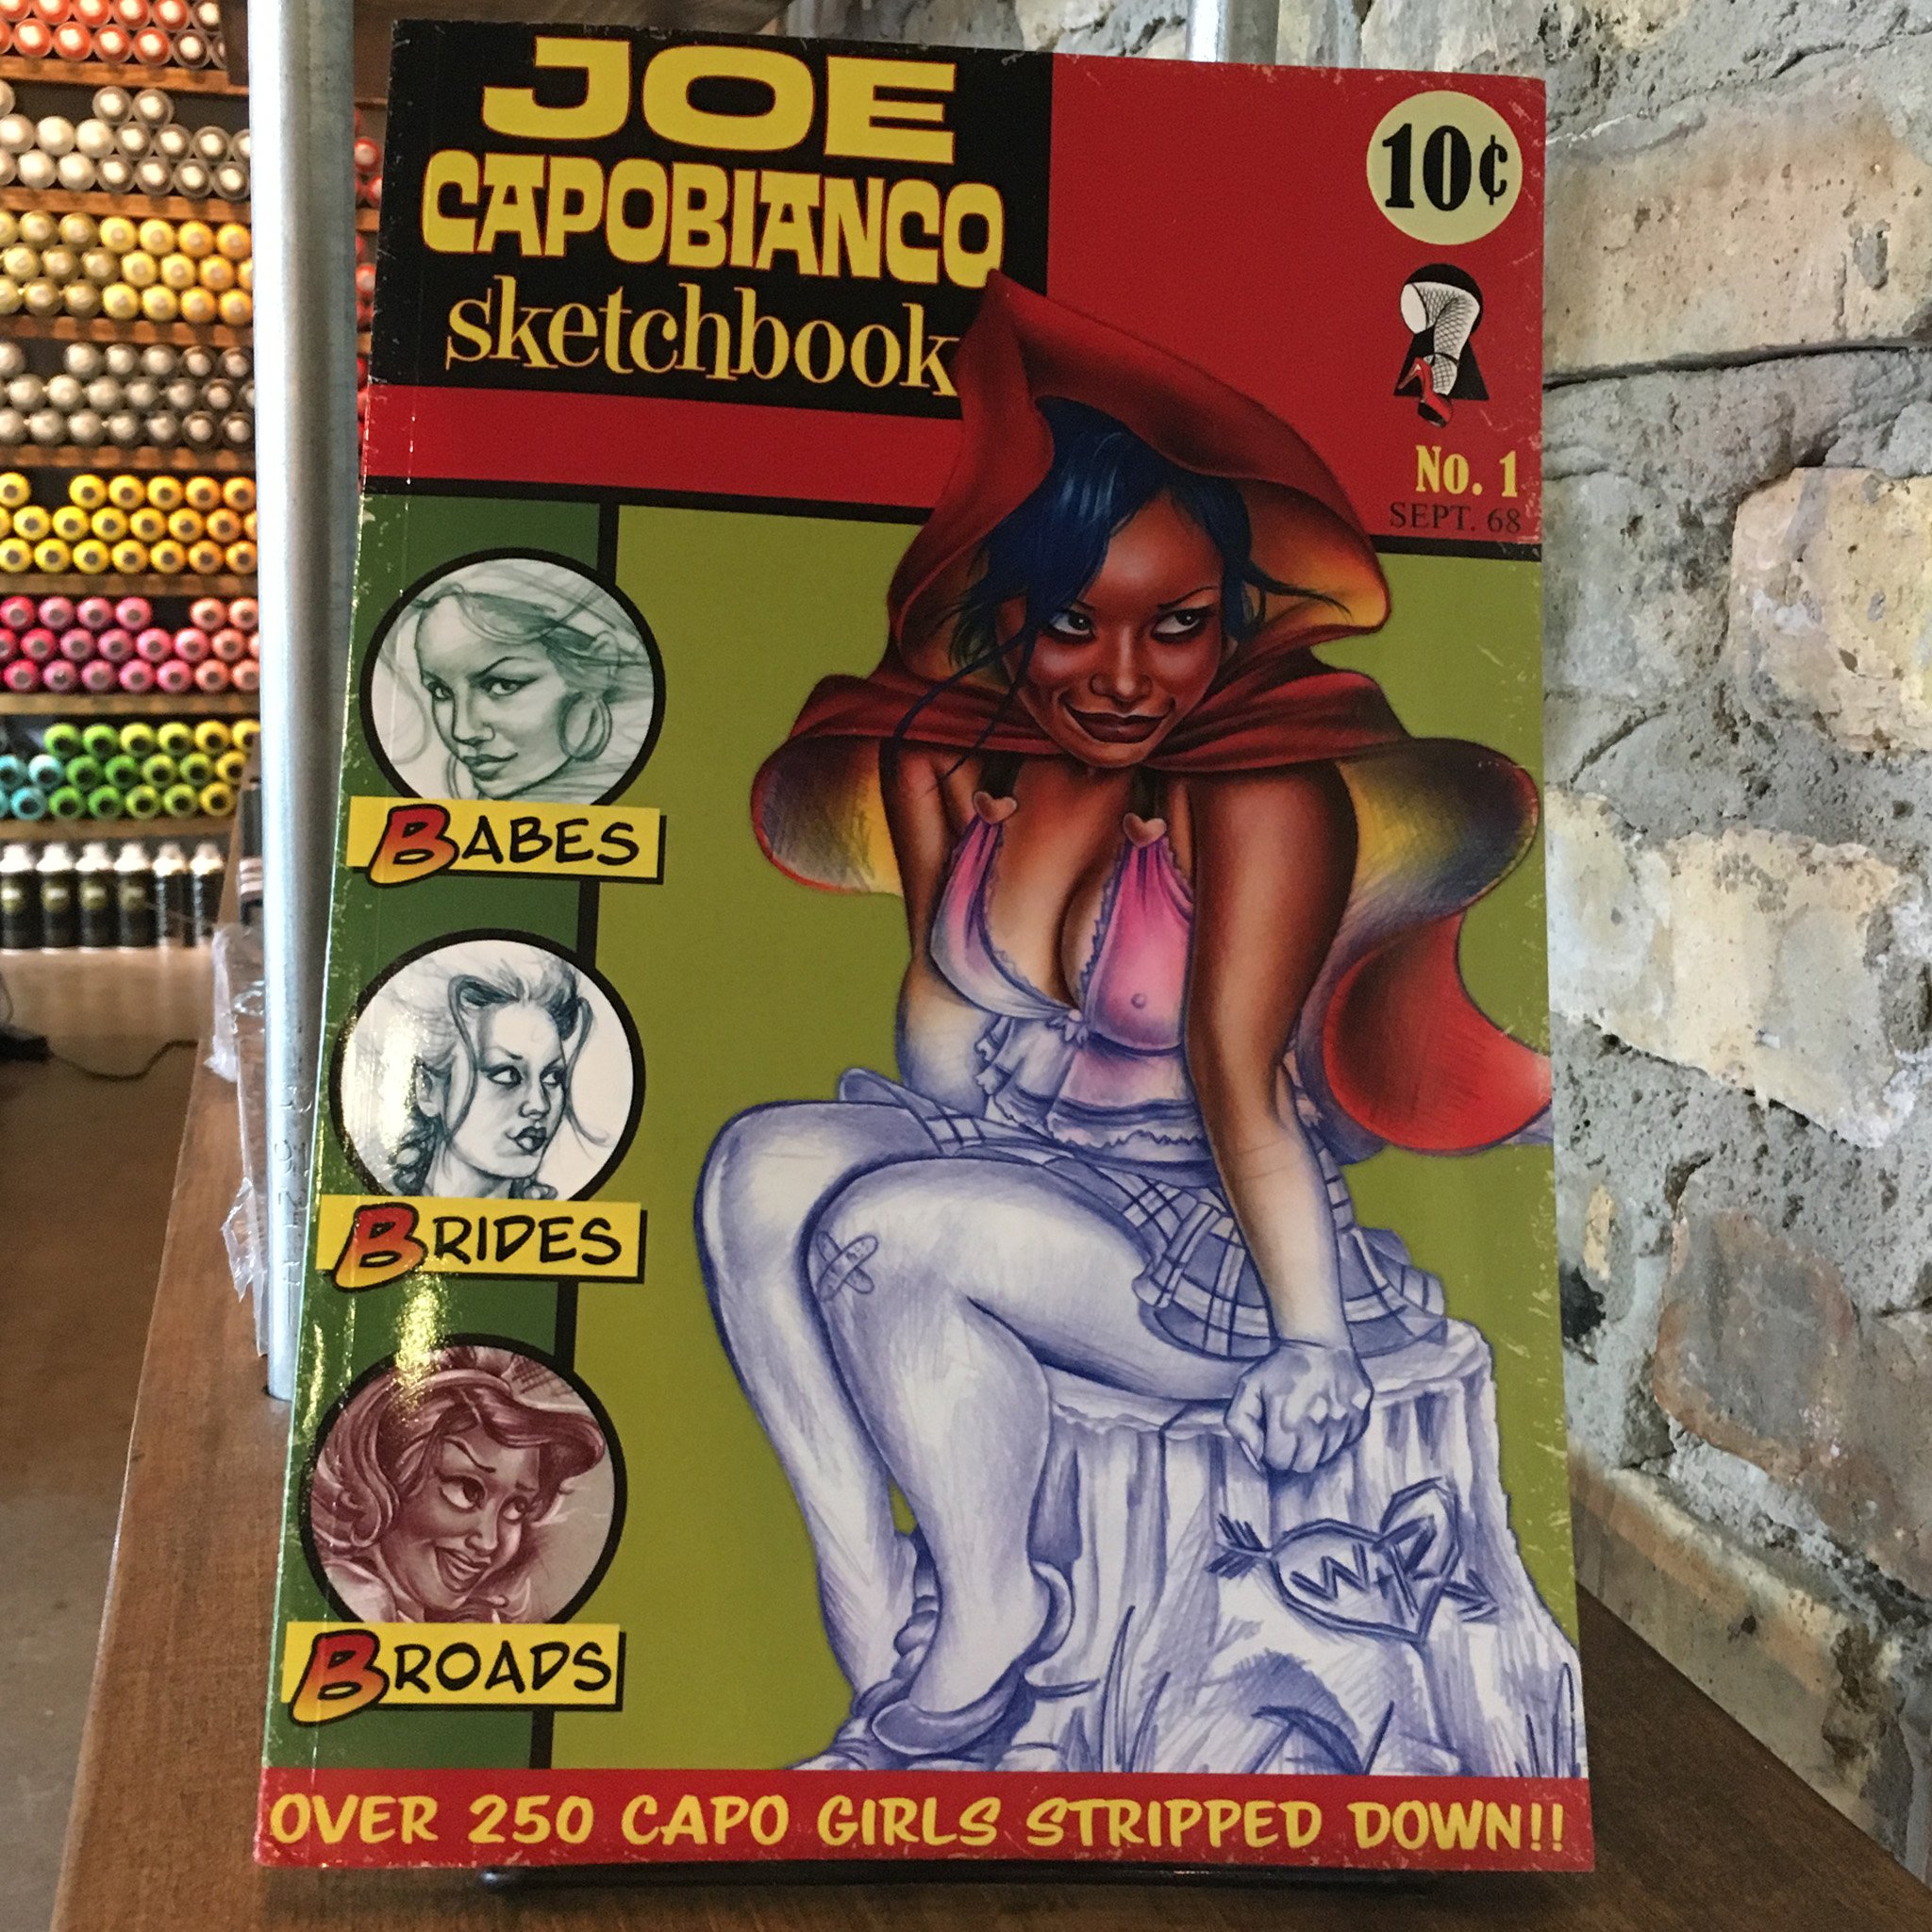 JOE
CAPOBIANCO
sketchbook
10¢
No. 1
SEPT. 68
BABES
BRIDES
BROADS
W+R
OVER 250 CAPO GIRLS STRIPPED DOWN!!